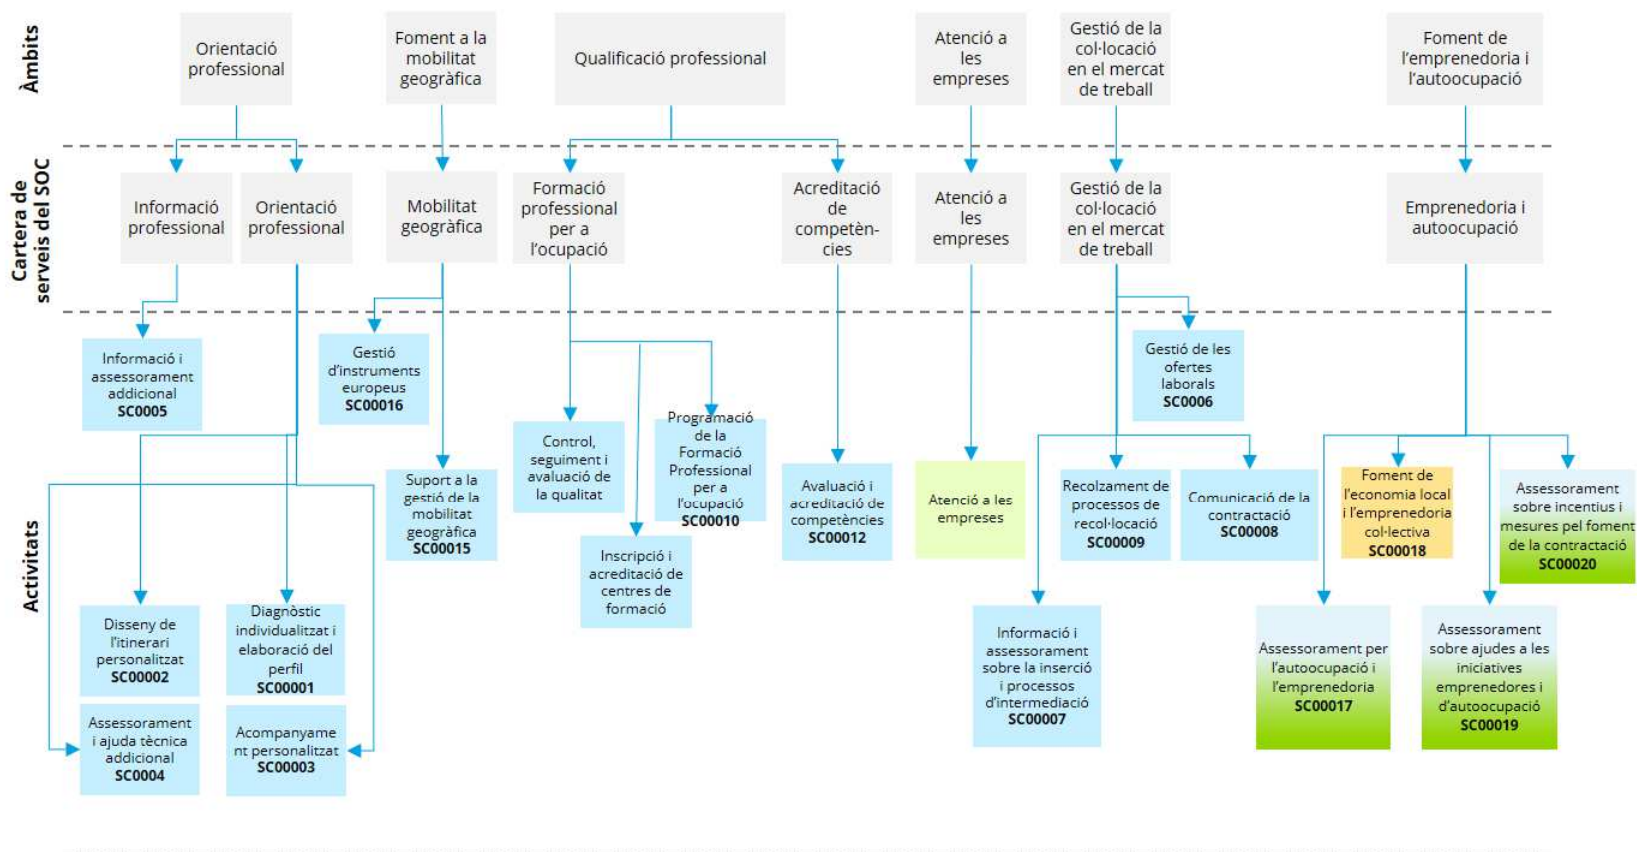 Àmbits
Orientació
professional
Foment a la
mobilitat
geogràfica
Qualificació professional
Atenció a
les
empreses
Gestió de la
col·locació
en el mercat
de treball
Foment de
l’emprenedoria i
l’autoocupació
Cartera de
serveis del SOC
Informació
professional
Orientació
professional
Mobilitat
geogràfica
Formació
professional
per a
l’ocupació
Acreditació
de
competèn-
cies
Atenció a
les
empreses
Gestió de la
col·locació
en el mercat
de treball
Emprenedoria i
autoocupació
Activitats
Informació i
assessorament
addicional
SC0005
Gestió
d’instruments
europeus
SC00016
Gestió de les
ofertes
laborals
SC0006
Control,
seguiment i
avaluació de
la qualitat
Programació
de la
Formació
Professional
per a
l’ocupació
SC00010
Suport a la
gestió de la
mobilitat
geogràfica
SC00015
Avaluació i
acreditació de
competències
SC00012
Atenció a les
empreses
Recolzament de
processos de
recol·locació
SC00009
Comunicació de la
contractació
SC00008
Foment de
l’economia local
i l’emprenedoria
col·lectiva
SC00018
Assessorament
sobre incentius i
mesures pel foment
de la contractació
SC00020
Inscripció i
acreditació de
centres de
formació
Disseny de
l’itinerari
personalitzat
SC00002
Diagnòstic
individualitzat i
elaboració del
perfil
SC00001
Informació i
assessorament
sobre la inserció
i processos
d’intermediació
SC00007
Assessorament per
l’autoocupació i
l’emprenedoria
SC00017
Assessorament
sobre ajudes a les
iniciatives
emprenedores i
d’autoocupació
SC00019
Assessorament
i ajuda tècnica
addicional
SC0004
Acompanyame
nt personalitzat
SC00003